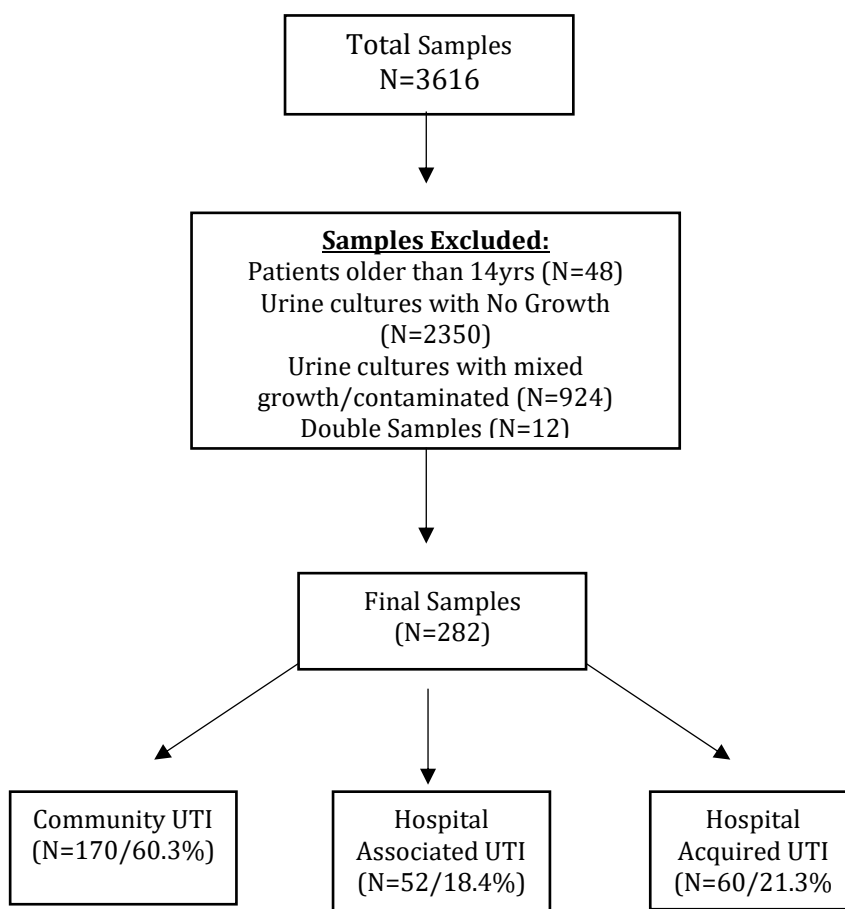 Total Samples
N=3616
Samples Excluded:
Patients older than 14yrs (N=48)
Urine cultures with No Growth
(N=2350)
Urine cultures with mixed
growth/contaminated (N=924)
Double Samples (N=12)
Final Samples
(N=282)
Community UTI
(N=170/60.3%)
Hospital
Associated UTI
(N=52/18.4%)
Hospital
Acquired UTI
(N=60/21.3%